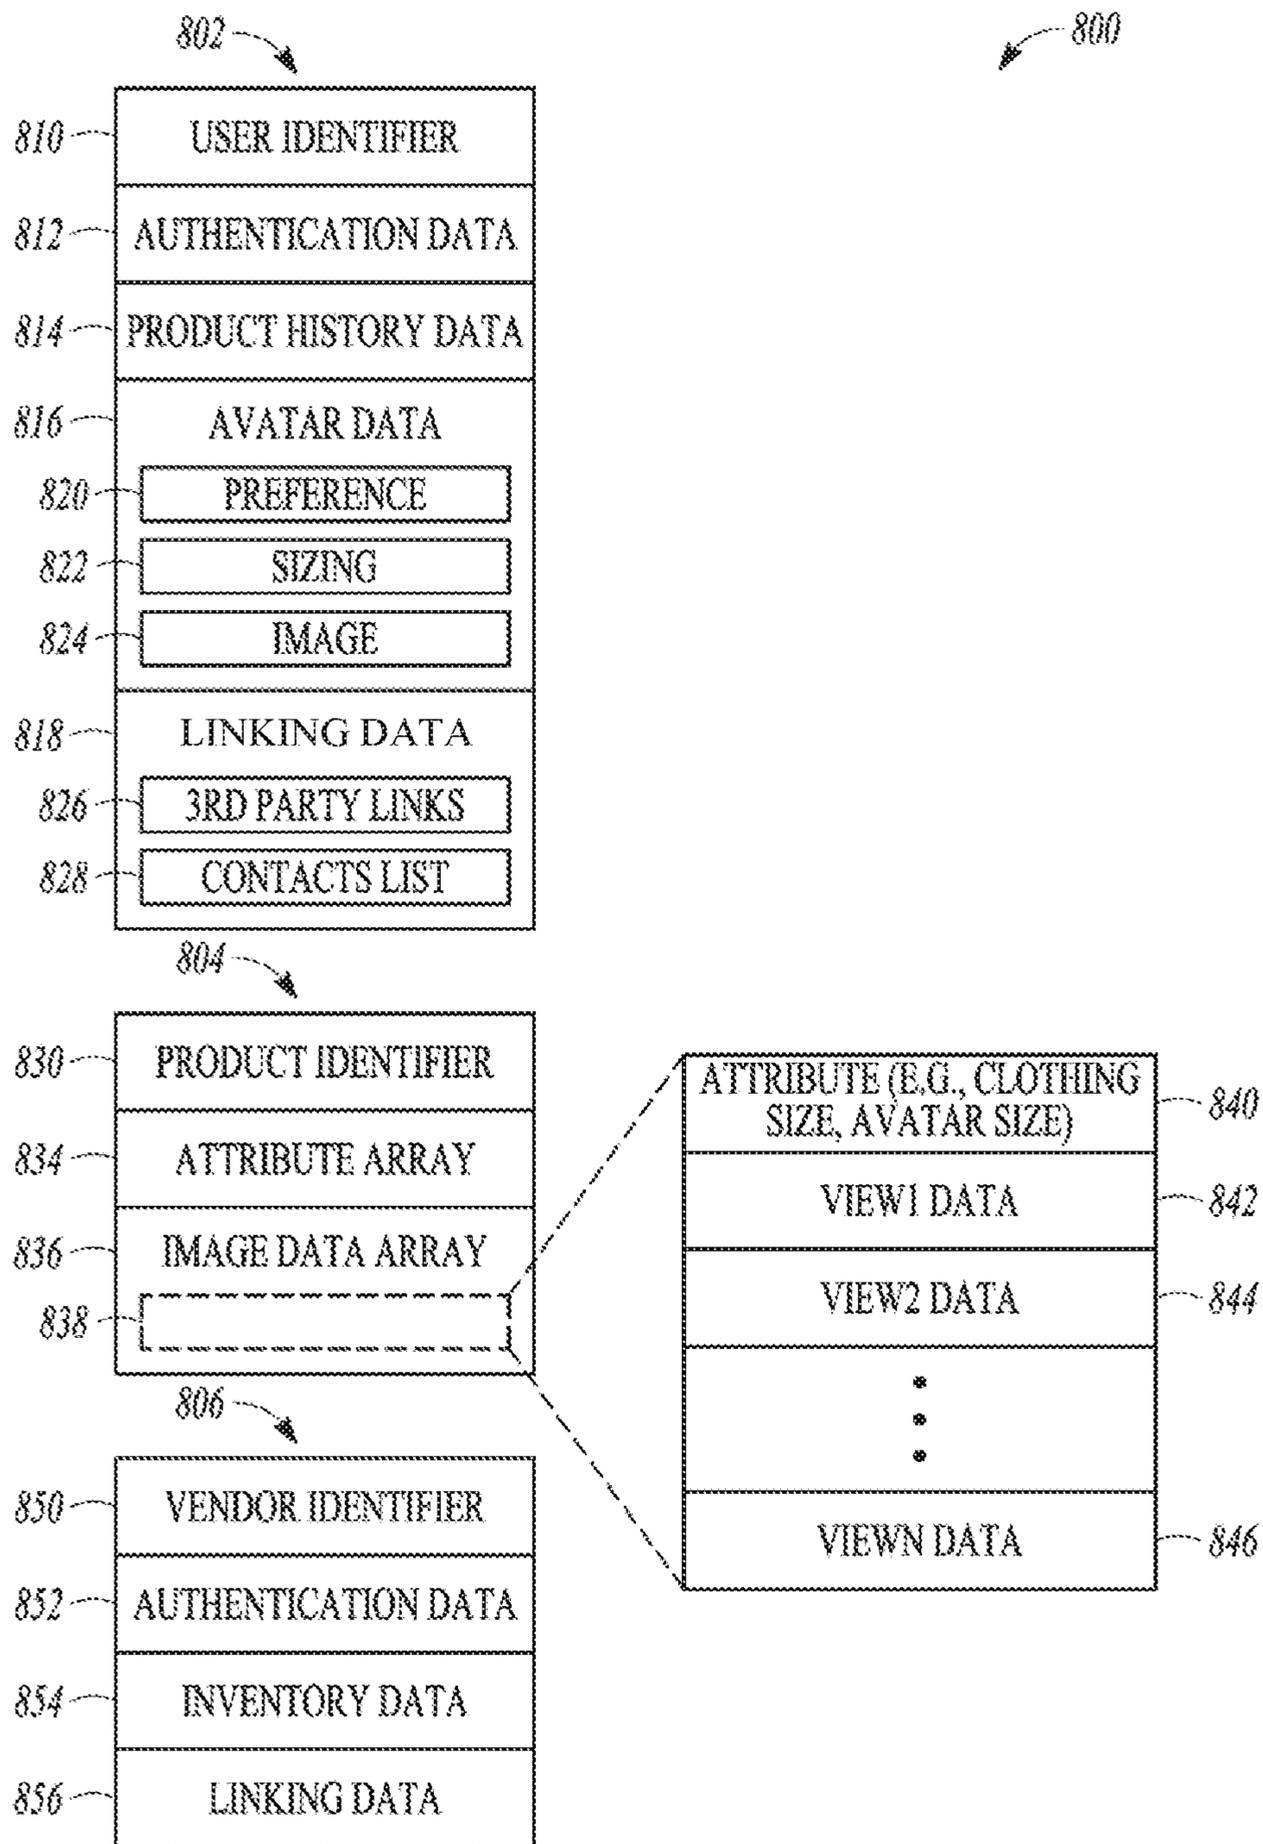 802
800
810 USER IDENTIFIER
812 AUTHENTICATION DATA
814 PRODUCT HISTORY DATA
816 AVATAR DATA
820 PREFERENCE
822 SIZING
824 IMAGE
818 LINKING DATA
826 3RD PARTY LINKS
828 CONTACTS LIST
804
830 PRODUCT IDENTIFIER
834 ATTRIBUTE ARRAY
836 IMAGE DATA ARRAY
838
ATTRIBUTE (E.G., CLOTHING
SIZE, AVATAR SIZE) 840
VIEW1 DATA 842
VIEW2 DATA 844
VIEWN DATA 846
806
850 VENDOR IDENTIFIER
852 AUTHENTICATION DATA
854 INVENTORY DATA
856 LINKING DATA